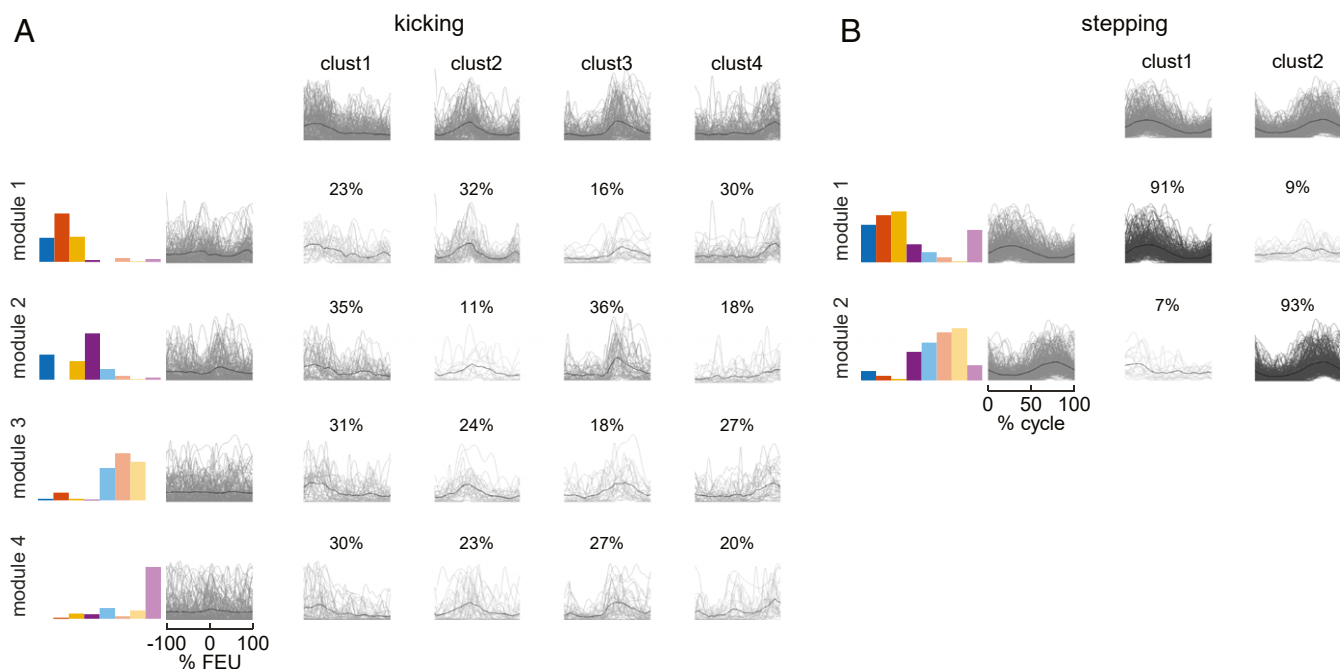 A
kicking
B
stepping
clust1 clust2 clust3 clust4
clust1 clust2
module 1
23% 32% 16% 30%
module 1
91% 9%
module 2
35% 11% 36% 18%
module 2
7% 93%
0 50 100
% cycle
module 3
31% 24% 18% 27%
module 4
30% 23% 27% 20%
-100 0 100
% FEU